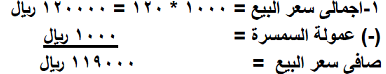 ١-اجمالى سعر البيع = ١٠٠٠ * ١٢٠ = ١٢٠٠٠٠ ريال
(-) عمولة السمسرة = ١٠٠٠ ريال
صافى سعر البيع = ١١٩٠٠٠ ريال